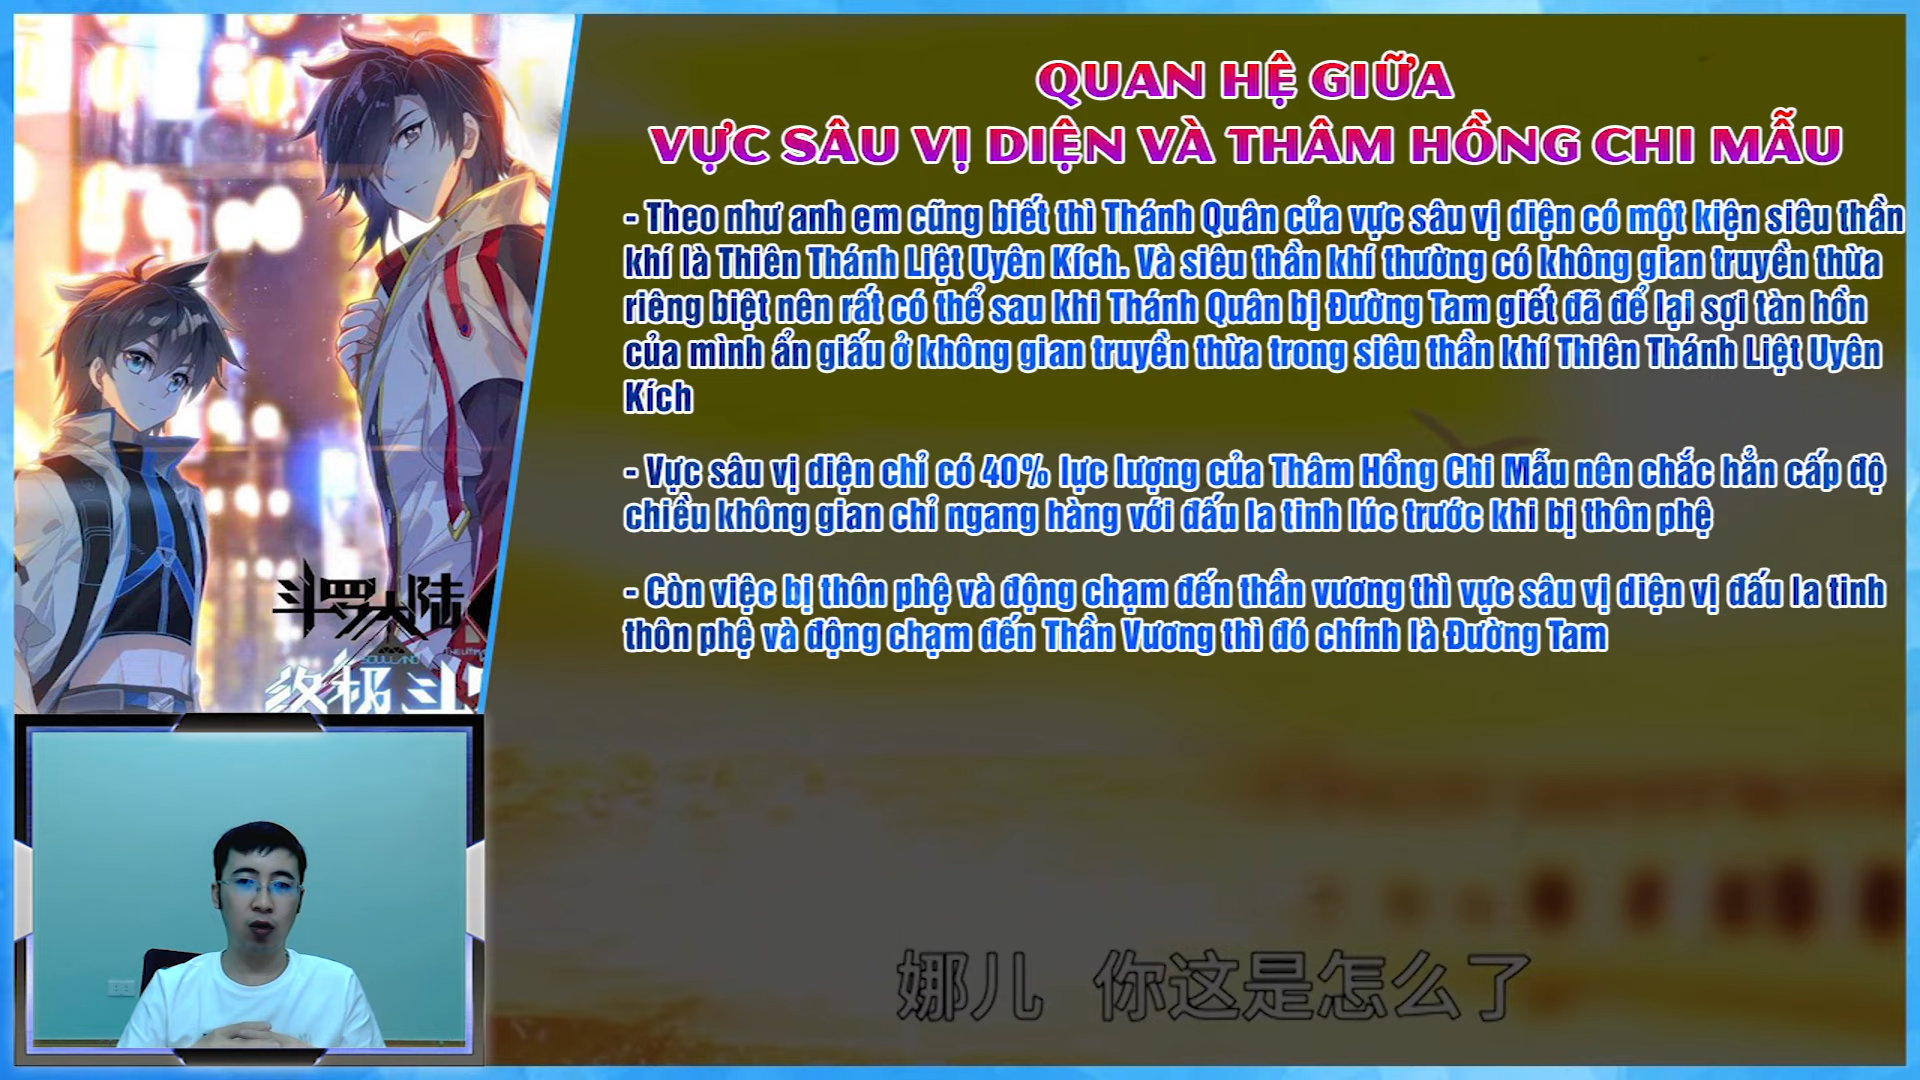 QUAN HỆ GIỮA
VỰC SÂU VỊ DIỆN VÀ THÂM HỒNG CHI MẪU
- Theo như anh em cũng biết thì Thánh Quân của vực sâu vị diện có một kiện siêu thần
khí là Thiên Thánh Liệt Uyên Kích. Và siêu thần khí thường có không gian truyền thừa
riêng biệt nên rất có thể sau khi Thánh Quân bị Đường Tam giết đã để lại sợi tàn hồn
của mình ẩn giấu ở không gian truyền thừa trong siêu thần khí Thiên Thánh Liệt Uyên
Kích
- Vực sâu vị diện chỉ có 40% lực lượng của Thâm Hồng Chi Mẫu nên chắc hẳn cấp độ
chiều không gian chỉ ngang hàng với đấu la tinh lúc trước khi bị thôn phệ
- Còn việc bị thôn phệ và động chạm đến thần vương thì vực sâu vị diện vị đấu la tinh
thôn phệ và động chạm đến Thần Vương thì đó chính là Đường Tam
斗罗大陆
SOULLAND
终极斗
娜儿 你这是怎么了